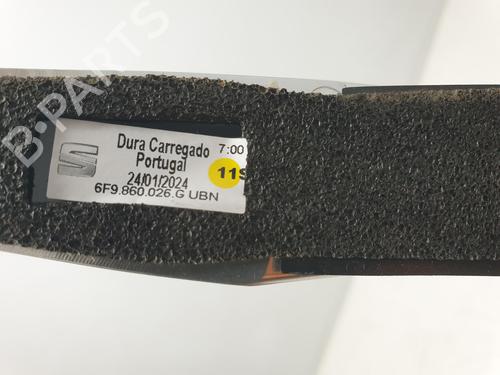 B-PARTS
Dura Carregado 7:00
Portugal
24/01/2024 11S
6F9.860.026.G UBN